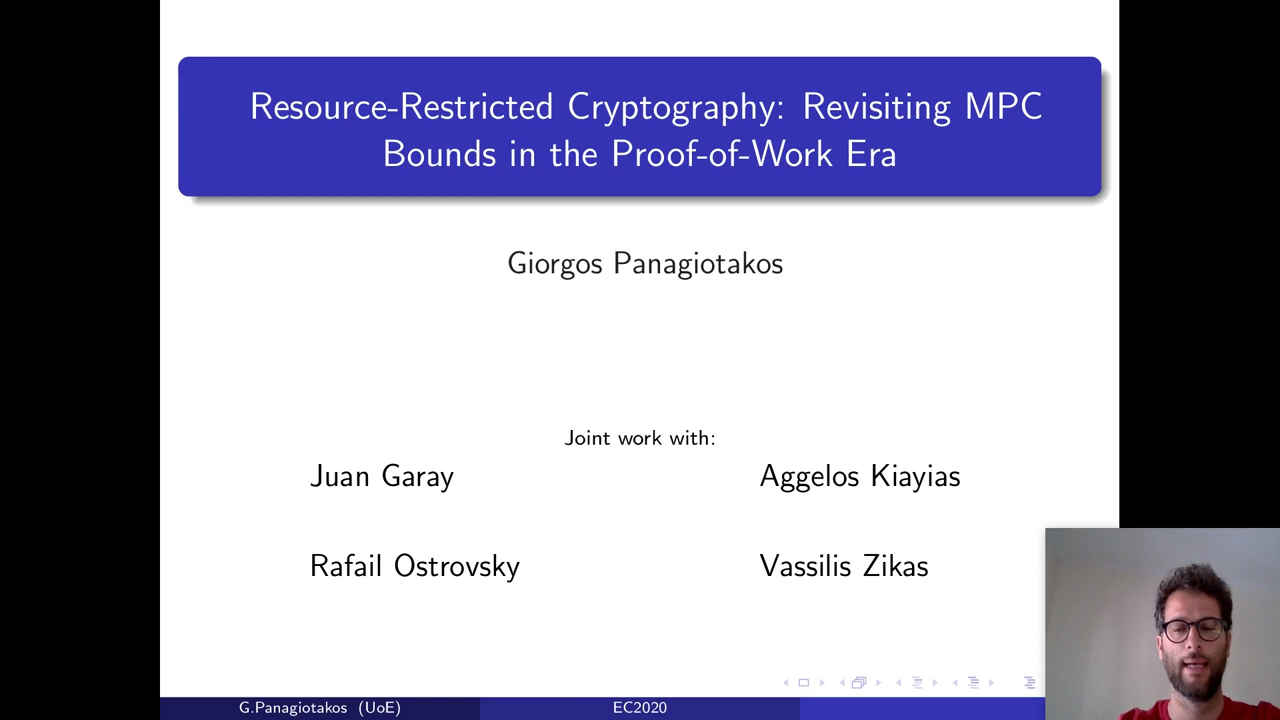 Resource-Restricted Cryptography: Revisiting MPC
Bounds in the Proof-of-Work Era
Giorgos Panagiotakos
Joint work with:
Juan Garay
Aggelos Kiayias
Rafail Ostrovsky
Vassilis Zikas
G.Panagiotakos (UoE)
EC2020